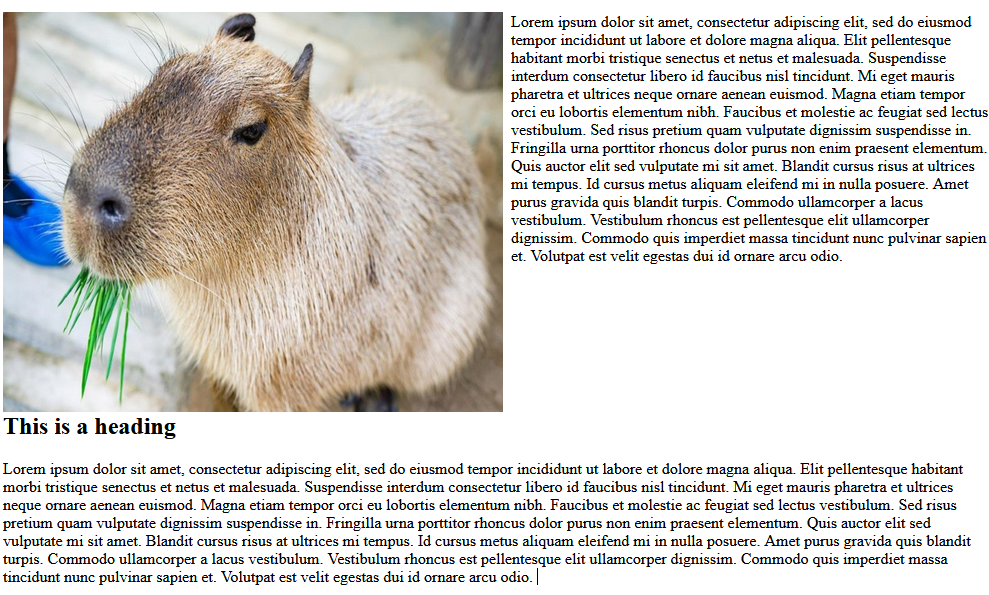 Lorem ipsum dolor sit amet, consectetur adipiscing elit, sed do eiusmod
tempor incididunt ut labore et dolore magna aliqua. Elit pellentesque
habitant morbi tristique senectus et netus et malesuada. Suspendisse
interdum consectetur libero id faucibus nisl tincidunt. Mi eget mauris
pharetra et ultrices neque ornare aenean euismod. Magna etiam tempor
orci eu lobortis elementum nibh. Faucibus et molestie ac feugiat sed lectus
vestibulum. Sed risus pretium quam vulputate dignissim suspendisse in.
Fringilla urna porttitor rhoncus dolor purus non enim praesent elementum.
Quis auctor elit sed vulputate mi sit amet. Blandit cursus risus at ultrices
mi tempus. Id cursus metus aliquam eleifend mi in nulla posuere. Amet
purus gravida quis blandit turpis. Commodo ullamcorper a lacus
vestibulum. Vestibulum rhoncus est pellentesque elit ullamcorper
dignissim. Commodo quis imperdiet massa tincidunt nunc pulvinar sapien
et. Volutpat est velit egestas dui id ornare arcu odio.
This is a heading
Lorem ipsum dolor sit amet, consectetur adipiscing elit, sed do eiusmod tempor incididunt ut labore et dolore magna aliqua. Elit pellentesque habitant
morbi tristique senectus et netus et malesuada. Suspendisse interdum consectetur libero id faucibus nisl tincidunt. Mi eget mauris pharetra et ultrices
neque ornare aenean euismod. Magna etiam tempor orci eu lobortis elementum nibh. Faucibus et molestie ac feugiat sed lectus vestibulum. Sed risus
pretium quam vulputate dignissim suspendisse in. Fringilla urna porttitor rhoncus dolor purus non enim praesent elementum. Quis auctor elit sed
vulputate mi sit amet. Blandit cursus risus at ultrices mi tempus. Id cursus metus aliquam eleifend mi in nulla posuere. Amet purus gravida quis blandit
turpis. Commodo ullamcorper a lacus vestibulum. Vestibulum rhoncus est pellentesque elit ullamcorper dignissim. Commodo quis imperdiet massa
tincidunt nunc pulvinar sapien et. Volutpat est velit egestas dui id ornare arcu odio.